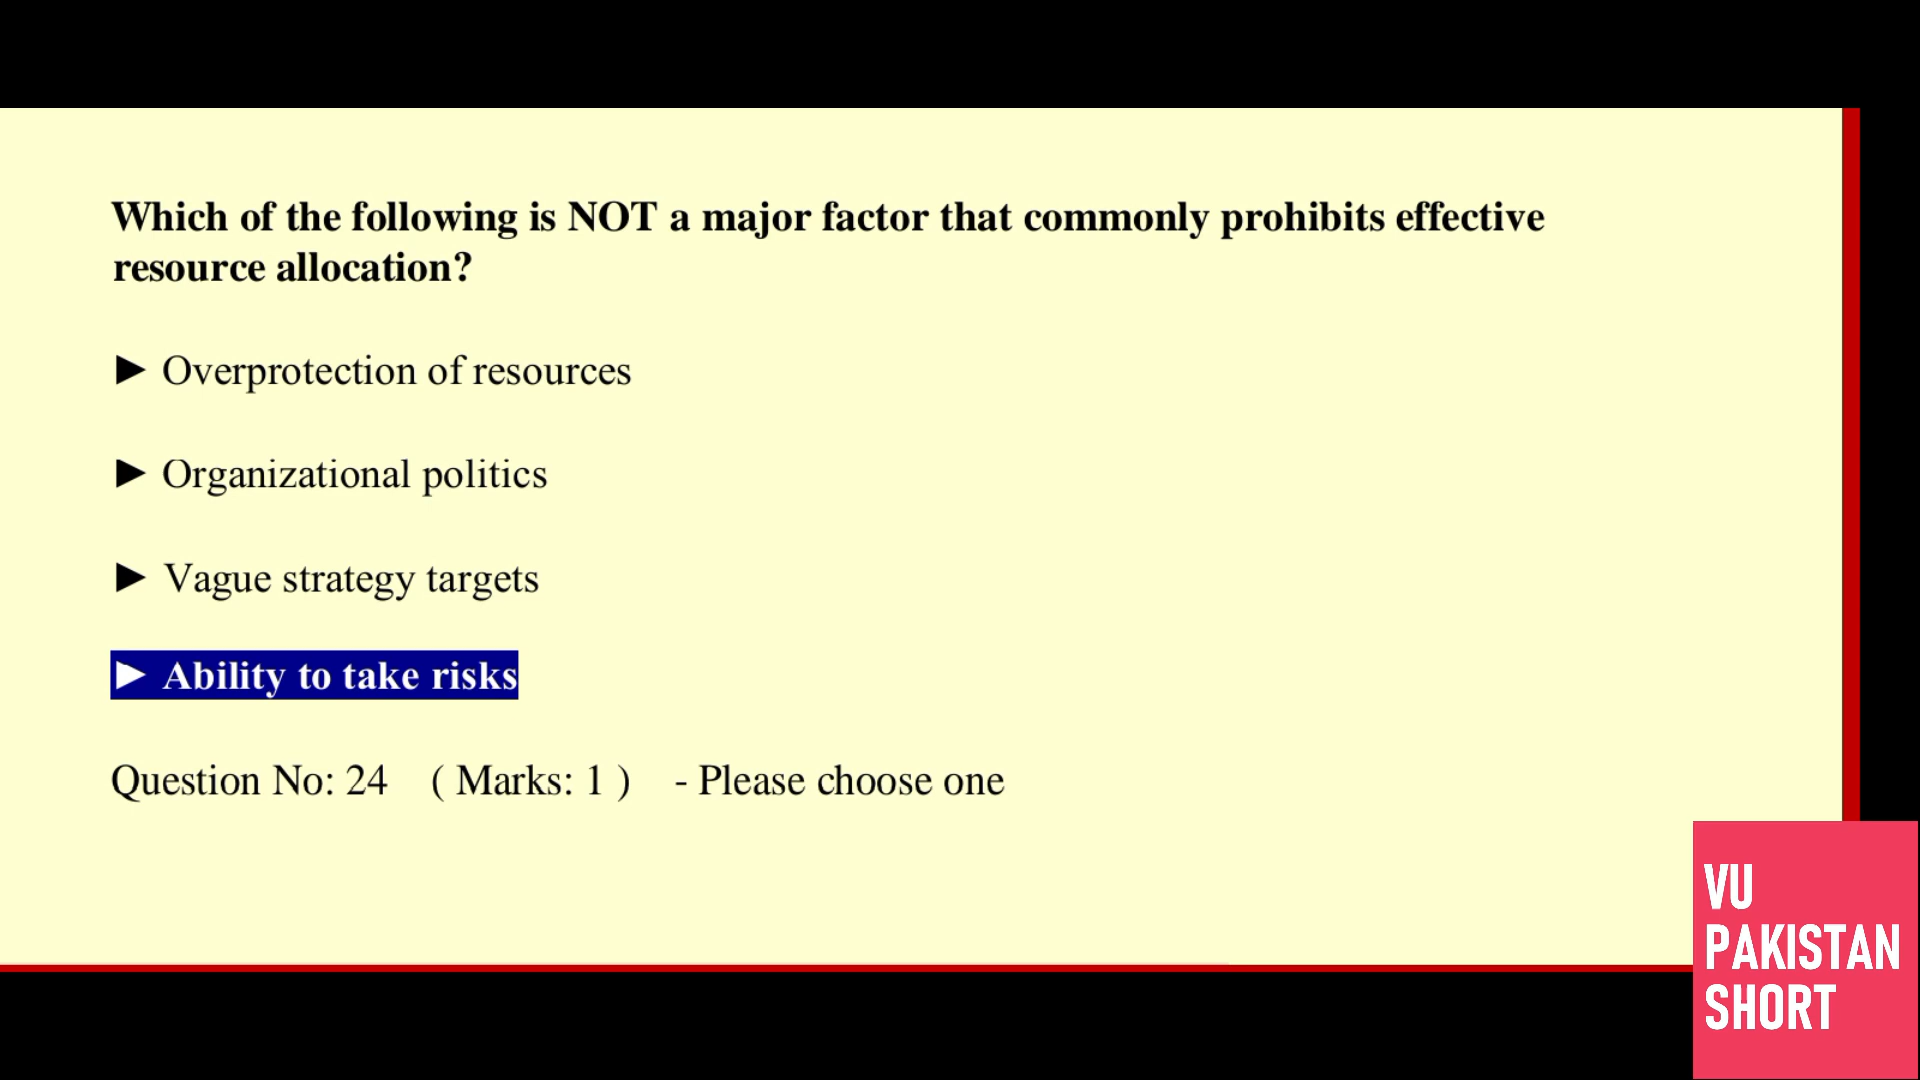 Which of the following is NOT a major factor that commonly prohibits effective
resource allocation?
► Overprotection of resources
► Organizational politics
► Vague strategy targets
► Ability to take risks
Question No: 24 ( Marks: 1 ) - Please choose one
VU
PAKISTAN
SHORT